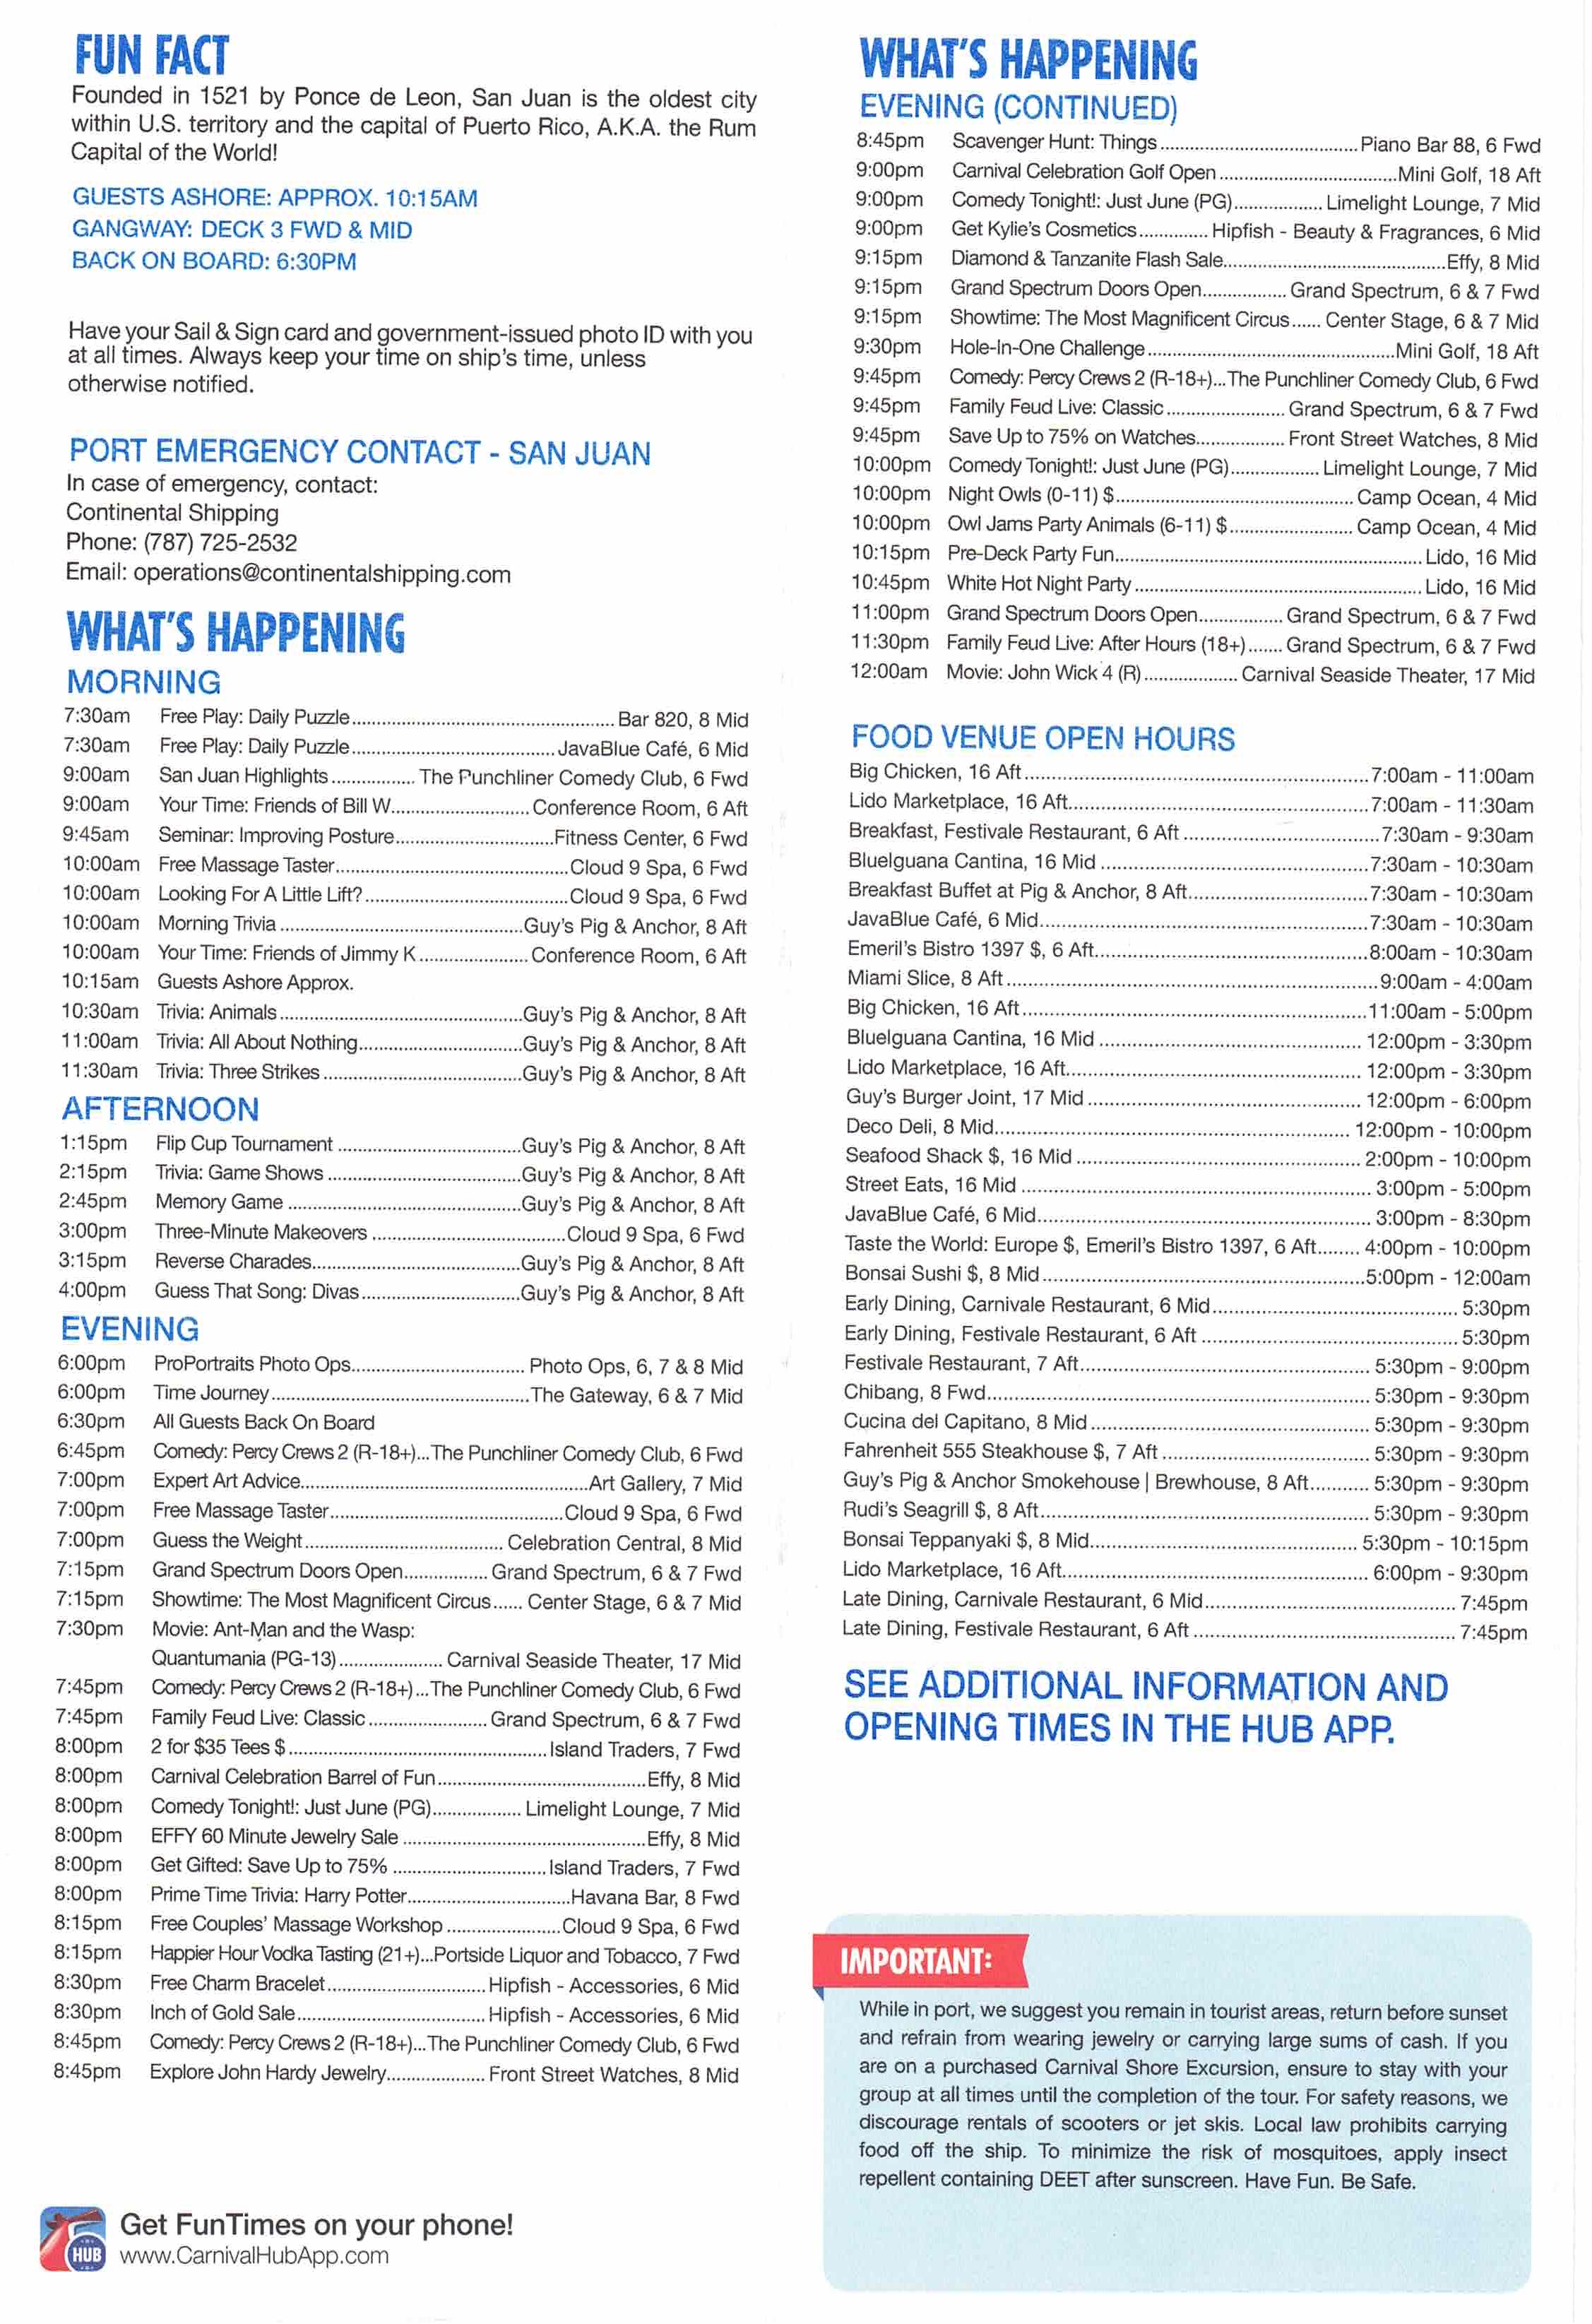 FUN FACT
Founded in 1521 by Ponce de Leon, San Juan is the oldest city
within U.S. territory and the capital of Puerto Rico, A.K.A. the Rum
Capital of the World!
GUESTS ASHORE: APPROX. 10:15AM
GANGWAY: DECK 3 FWD & MID
BACK ON BOARD: 6:30PM
Have your Sail & Sign card and government-issued photo ID with you
at all times. Always keep your time on ship's time, unless
otherwise notified.
PORT EMERGENCY CONTACT - SAN JUAN
In case of emergency, contact:
Continental Shipping
Phone: (787) 725-2532
Email: operations@continentalshipping.com
WHAT'S HAPPENING
MORNING
7:30am Free Play: Daily Puzzle Bar 820, 8 Mid
7:30am Free Play: Daily Puzzle JavaBlue Café, 6 Mid
9:00am San Juan Highlights The Punchliner Comedy Club, 6 Fwd
9:00am Your Time: Friends of Bill W. Conference Room, 6 Aft
9:45am Seminar: Improving Posture Fitness Center, 6 Fwd
10:00am Free Massage Taster Cloud 9 Spa, 6 Fwd
10:00am Looking For A Little Lift? Cloud 9 Spa, 6 Fwd
10:00am Morning Trivia Guy's Pig & Anchor, 8 Aft
10:00am Your Time: Friends of Jimmy K Conference Room, 6 Aft
10:15am Guests Ashore Approx.
10:30am Trivia: Animals Guy's Pig & Anchor, 8 Aft
11:00am Trivia: All About Nothing Guy's Pig & Anchor, 8 Aft
11:30am Trivia: Three Strikes Guy's Pig & Anchor, 8 Aft
AFTERNOON
1:15pm Flip Cup Tournament Guy's Pig & Anchor, 8 Aft
2:15pm Trivia: Game Shows Guy's Pig & Anchor, 8 Aft
2:45pm Memory Game Guy's Pig & Anchor, 8 Aft
3:00pm Three-Minute Makeovers Cloud 9 Spa, 6 Fwd
3:15pm Reverse Charades Guy's Pig & Anchor, 8 Aft
4:00pm Guess That Song: Divas Guy's Pig & Anchor, 8 Aft
EVENING
6:00pm ProPortraits Photo Ops Photo Ops, 6, 7 & 8 Mid
6:00pm Time Journey The Gateway, 6 & 7 Mid
6:30pm All Guests Back On Board
6:45pm Comedy: Percy Crews 2 (R-18+)...The Punchliner Comedy Club, 6 Fwd
7:00pm Expert Art Advice Art Gallery, 7 Mid
7:00pm Free Massage Taster Cloud 9 Spa, 6 Fwd
7:00pm Guess the Weight Celebration Central, 8 Mid
7:15pm Grand Spectrum Doors Open Grand Spectrum, 6 & 7 Fwd
7:15pm Showtime: The Most Magnificent Circus Center Stage, 6 & 7 Mid
7:30pm Movie: Ant-Man and the Wasp:
Quantumania (PG-13) Carnival Seaside Theater, 17 Mid
7:45pm Comedy: Percy Crews 2 (R-18+)...The Punchliner Comedy Club, 6 Fwd
7:45pm Family Feud Live: Classic Grand Spectrum, 6 & 7 Fwd
8:00pm 2 for $35 Tees $ Island Traders, 7 Fwd
8:00pm Carnival Celebration Barrel of Fun Effy, 8 Mid
8:00pm Comedy Tonight!: Just June (PG) Limelight Lounge, 7 Mid
8:00pm EFFY 60 Minute Jewelry Sale Effy, 8 Mid
8:00pm Get Gifted: Save Up to 75% Island Traders, 7 Fwd
8:00pm Prime Time Trivia: Harry Potter Havana Bar, 8 Fwd
8:15pm Free Couples' Massage Workshop Cloud 9 Spa, 6 Fwd
8:15pm Happier Hour Vodka Tasting (21+)...Portside Liquor and Tobacco, 7 Fwd
8:30pm Free Charm Bracelet Hipfish - Accessories, 6 Mid
8:30pm Inch of Gold Sale Hipfish - Accessories, 6 Mid
8:45pm Comedy: Percy Crews 2 (R-18+)...The Punchliner Comedy Club, 6 Fwd
8:45pm Explore John Hardy Jewelry Front Street Watches, 8 Mid
HUB
Get FunTimes on your phone!
www.CarnivalHubApp.com
WHAT'S HAPPENING
EVENING (CONTINUED)
8:45pm Scavenger Hunt: Things Piano Bar 88, 6 Fwd
9:00pm Carnival Celebration Golf Open Mini Golf, 18 Aft
9:00pm Comedy Tonight!: Just June (PG) Limelight Lounge, 7 Mid
9:00pm Get Kylie's Cosmetics Hipfish - Beauty & Fragrances, 6 Mid
9:15pm Diamond & Tanzanite Flash Sale Effy, 8 Mid
9:15pm Grand Spectrum Doors Open Grand Spectrum, 6 & 7 Fwd
9:15pm Showtime: The Most Magnificent Circus Center Stage, 6 & 7 Mid
9:30pm Hole-In-One Challenge Mini Golf, 18 Aft
9:45pm Comedy: Percy Crews 2 (R-18+)...The Punchliner Comedy Club, 6 Fwd
9:45pm Family Feud Live: Classic Grand Spectrum, 6 & 7 Fwd
9:45pm Save Up to 75% on Watches Front Street Watches, 8 Mid
10:00pm Comedy Tonight!: Just June (PG) Limelight Lounge, 7 Mid
10:00pm Night Owls (0-11) $ Camp Ocean, 4 Mid
10:00pm Owl Jams Party Animals (6-11) $ Camp Ocean, 4 Mid
10:15pm Pre-Deck Party Fun Lido, 16 Mid
10:45pm White Hot Night Party Lido, 16 Mid
11:00pm Grand Spectrum Doors Open Grand Spectrum, 6 & 7 Fwd
11:30pm Family Feud Live: After Hours (18+) Grand Spectrum, 6 & 7 Fwd
12:00am Movie: John Wick 4 (R) Carnival Seaside Theater, 17 Mid
FOOD VENUE OPEN HOURS
Big Chicken, 16 Aft 7:00am - 11:00am
Lido Marketplace, 16 Aft 7:00am - 11:30am
Breakfast, Festivale Restaurant, 6 Aft 7:30am - 9:30am
BlueIguana Cantina, 16 Mid 7:30am - 10:30am
Breakfast Buffet at Pig & Anchor, 8 Aft 7:30am - 10:30am
JavaBlue Café, 6 Mid 7:30am - 10:30am
Emeril's Bistro 1397 $, 6 Aft 8:00am - 10:30am
Miami Slice, 8 Aft 9:00am - 4:00am
Big Chicken, 16 Aft 11:00am - 5:00pm
BlueIguana Cantina, 16 Mid 12:00pm - 3:30pm
Lido Marketplace, 16 Aft 12:00pm - 3:30pm
Guy's Burger Joint, 17 Mid 12:00pm - 6:00pm
Deco Deli, 8 Mid 12:00pm - 10:00pm
Seafood Shack $, 16 Mid 2:00pm - 10:00pm
Street Eats, 16 Mid 3:00pm - 5:00pm
JavaBlue Café, 6 Mid 3:00pm - 8:30pm
Taste the World: Europe $, Emeril's Bistro 1397, 6 Aft 4:00pm - 10:00pm
Bonsai Sushi $, 8 Mid 5:00pm - 12:00am
Early Dining, Carnivale Restaurant, 6 Mid 5:30pm
Early Dining, Festivale Restaurant, 6 Aft 5:30pm
Festivale Restaurant, 7 Aft 5:30pm - 9:00pm
Chibang, 8 Fwd 5:30pm - 9:30pm
Cucina del Capitano, 8 Mid 5:30pm - 9:30pm
Fahrenheit 555 Steakhouse $, 7 Aft 5:30pm - 9:30pm
Guy's Pig & Anchor Smokehouse | Brewhouse, 8 Aft 5:30pm - 9:30pm
Rudi's Seagrill $, 8 Aft 5:30pm - 9:30pm
Bonsai Teppanyaki $, 8 Mid 5:30pm - 10:15pm
Lido Marketplace, 16 Aft 6:00pm - 9:30pm
Late Dining, Carnivale Restaurant, 6 Mid 7:45pm
Late Dining, Festivale Restaurant, 6 Aft 7:45pm
SEE ADDITIONAL INFORMATION AND
OPENING TIMES IN THE HUB APP.
IMPORTANT:
While in port, we suggest you remain in tourist areas, return before sunset
and refrain from wearing jewelry or carrying large sums of cash. If you
are on a purchased Carnival Shore Excursion, ensure to stay with your
group at all times until the completion of the tour. For safety reasons, we
discourage rentals of scooters or jet skis. Local law prohibits carrying
food off the ship. To minimize the risk of mosquitoes, apply insect
repellent containing DEET after sunscreen. Have Fun. Be Safe.